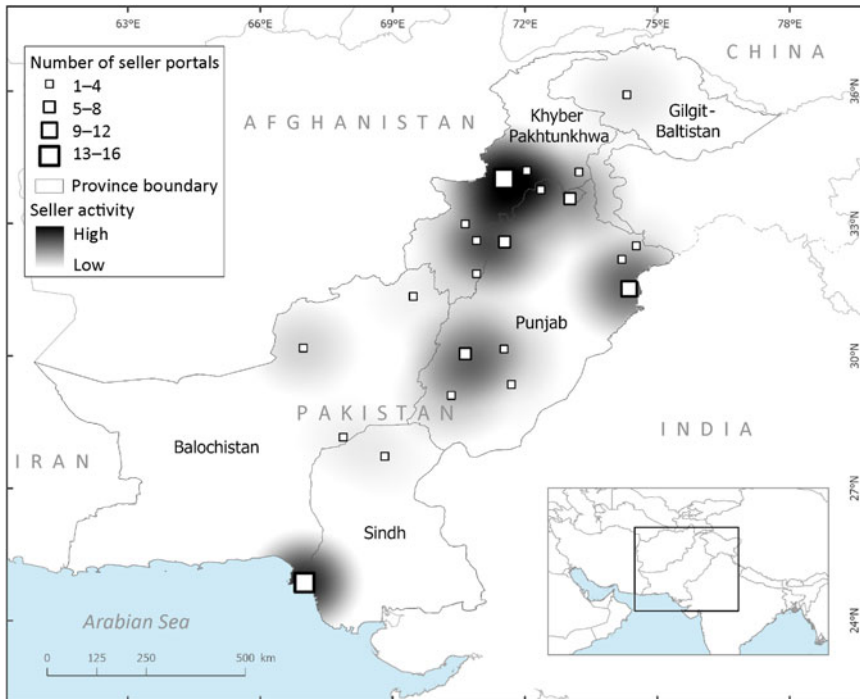 63°E 66°E 69°E 72°E 75°E 78°E
Number of seller portals
1–4
5–8
9–12
13–16
Province boundary
Seller activity
High
Low
CHINA
36°N
AFGHANISTAN
Khyber
Pakhtunkhwa
Gilgit-
Baltistan
33°N
Punjab
30°N
PAKISTAN
INDIA
Balochistan
IRAN
27°N
Sindh
Arabian Sea
24°N
0 125 250 500 km